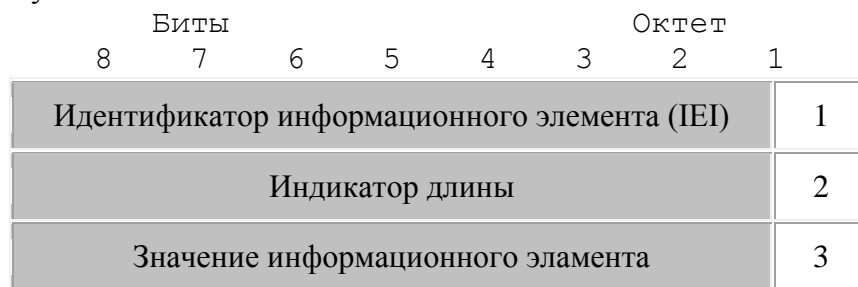 Биты Октет
8 7 6 5 4 3 2 1
Идентификатор информационного элемента (IEI) 1
Индикатор длины 2
Значение информационного эламента 3